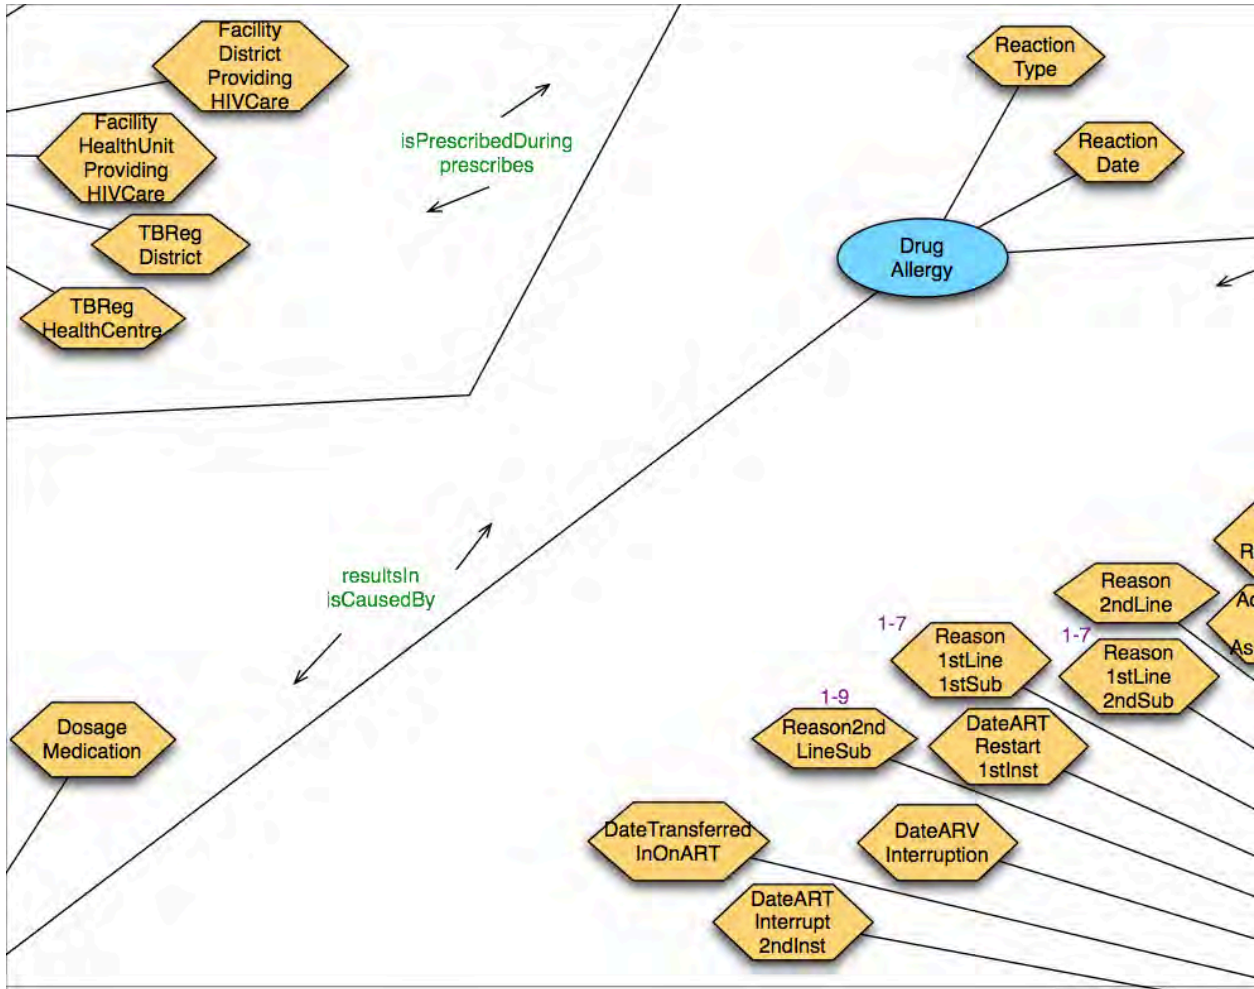 Facility
District
Providing
HIVCare
Facility
HealthUnit
Providing
HIVCare
TBReg
District
TBReg
HealthCentre
isPrescribedDuring
prescribes
Reaction
Type
Reaction
Date
Drug
Allergy
resultsIn
isCausedBy
Dosage
Medication
Reason
2ndLine
1-7
Reason
1stLine
1stSub
1-7
Reason
1stLine
2ndSub
1-9
Reason2nd
LineSub
DateART
Restart
1stInst
DateTransferred
InOnART
DateARV
Interruption
DateART
Interrupt
2ndInst